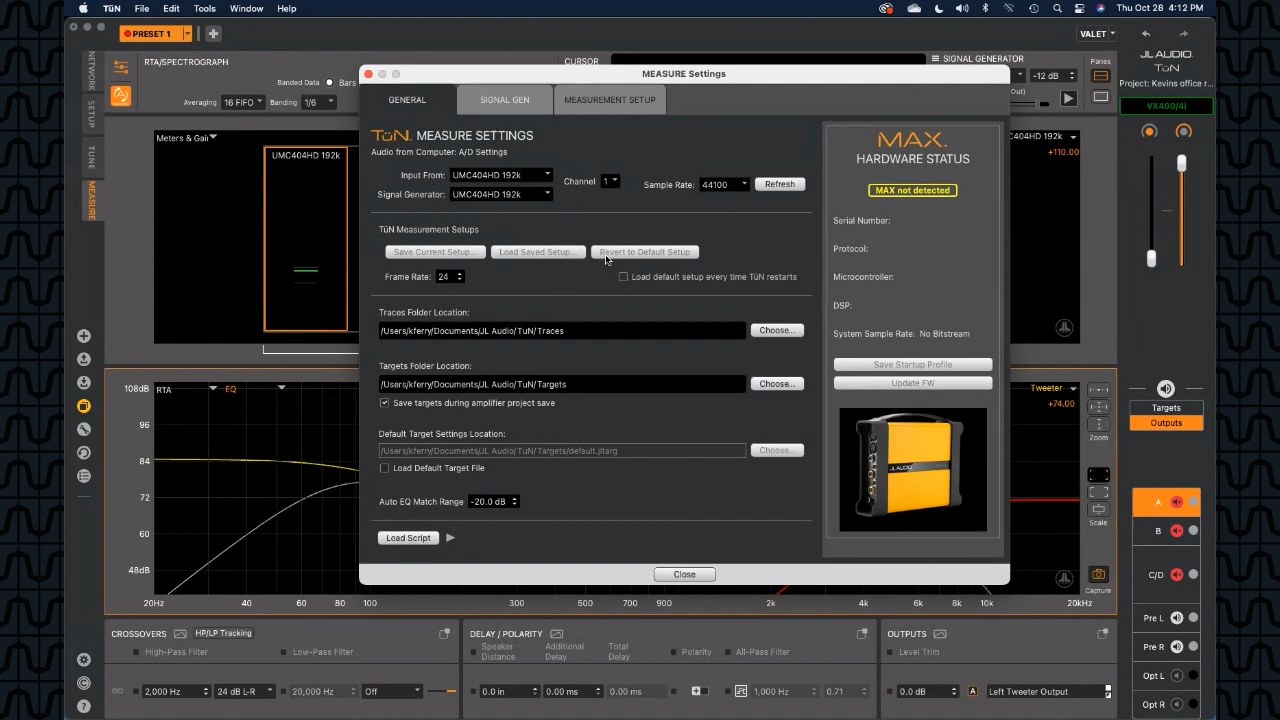 TüN File Edit Tools Window Help Thu Oct 28 4:12 PM
PRESET 1 VALET
JL AUDIO
TüN
Project: Kevins office r
VX400/4i
NETWORK
SETUP
TUNE
MEASURE
RTA/SPECTROGRAPH CURSOR SIGNAL GENERATOR Panes
Banded Data Bars -12 dB
Averaging 16 FIFO Banding 1/6 Out)
Meters & Gai
UMC404HD 192k
04HD 192k
+110.00
MEASURE Settings
GENERAL SIGNAL GEN MEASUREMENT SETUP
TüN MEASURE SETTINGS
Audio from Computer: A/D Settings
Input From: UMC404HD 192k Channel 1 Sample Rate: 44100 Refresh
Signal Generator: UMC404HD 192k
TüN Measurement Setups
Save Current Setup... Load Saved Setup... Revert to Default Setup
Frame Rate: 24 Load default setup every time TüN restarts
Traces Folder Location:
/Users/kferry/Documents/JL Audio/TuN/Traces Choose...
Targets Folder Location:
/Users/kferry/Documents/JL Audio/TuN/Targets Choose...
Save targets during amplifier project save
Default Target Settings Location:
/Users/kferry/Documents/JL Audio/TuN/Targets/default.jltarg Choose...
Load Default Target File
Auto EQ Match Range -20.0 dB
Load Script
Close
MAX
HARDWARE STATUS
MAX not detected
Serial Number:
Protocol:
Microcontroller:
DSP:
System Sample Rate: No Bitstream
Save Startup Profile
Update FW
JL AUDIO
RTA EQ
108dB
96
84
72
60
48dB
20Hz 40 60 80 100 300 500 700 900 2k 4k 6k 8k 10k 20kHz
Tweeter
+74.00
Zoom
Scale
Capture
Targets
Outputs
A
B
C/D
Pre L
Pre R
Opt L
Opt R
CROSSOVERS HP/LP Tracking DELAY / POLARITY OUTPUTS
High-Pass Filter Low-Pass Filter Speaker Distance Additional Delay Total Delay Polarity All-Pass Filter Level Trim
2,000 Hz 24 dB L-R 20,000 Hz Off 0.0 in 0.00 ms 0.00 ms 1,000 Hz 0.71 0.0 dB A Left Tweeter Output